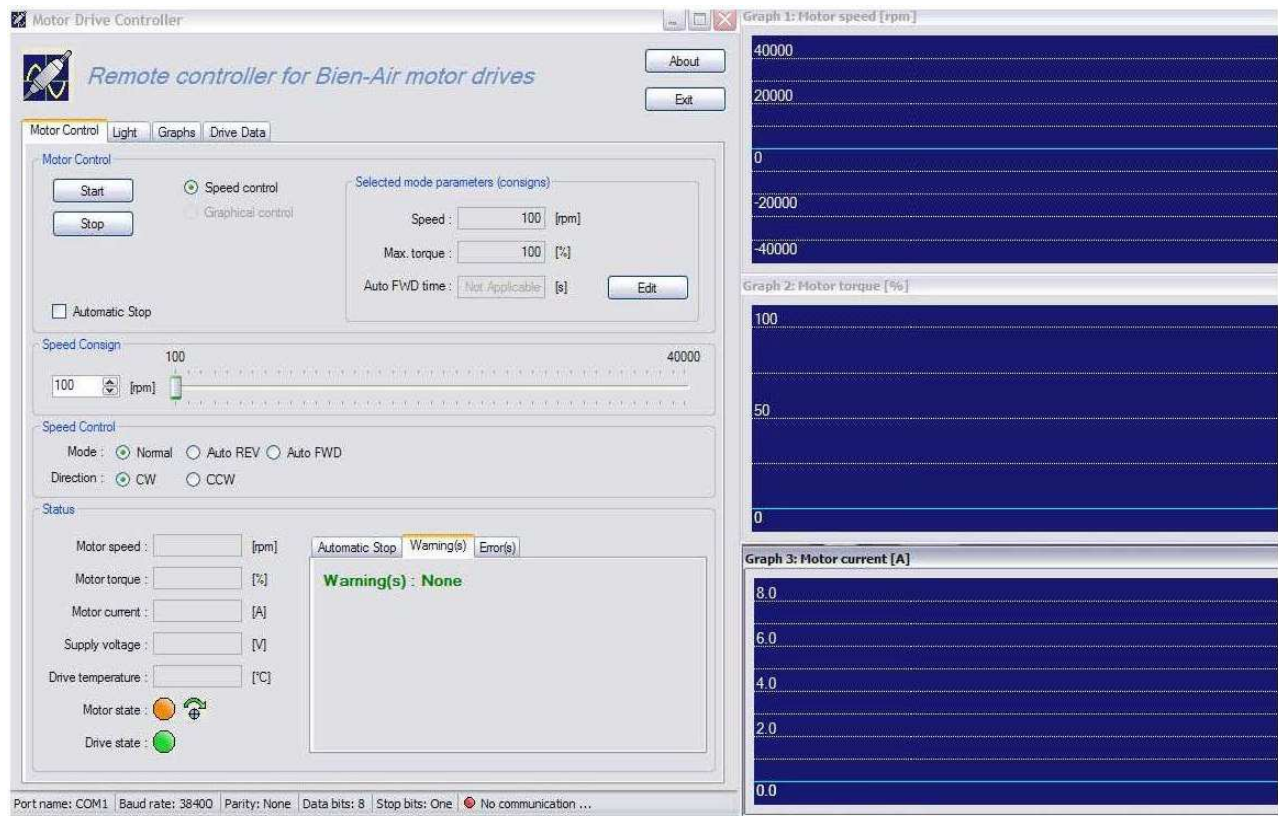 Motor Drive Controller
Remote controller for Bien-Air motor drives
About
Exit
Motor Control Light Graphs Drive Data
Motor Control
Start
Stop
Speed control
Graphical control
Automatic Stop
Selected mode parameters (consigns)
Speed : 100 [rpm]
Max. torque : 100 [%]
Auto FWD time : Not Applicable [s]
Edit
Speed Consign
100 40000
100 [rpm]
Speed Control
Mode : Normal Auto REV Auto FWD
Direction : CW CCW
Status
Motor speed : [rpm]
Motor torque : [%]
Motor current : [A]
Supply voltage : [V]
Drive temperature : [°C]
Motor state :
Drive state :
Automatic Stop Warning(s) Error(s)
Warning(s) : None
Port name: COM1 Baud rate: 38400 Parity: None Data bits: 8 Stop bits: One No communication ...
Graph 1: Motor speed [rpm]
40000
20000
0
-20000
-40000
Graph 2: Motor torque [%]
100
50
0
Graph 3: Motor current [A]
8.0
6.0
4.0
2.0
0.0